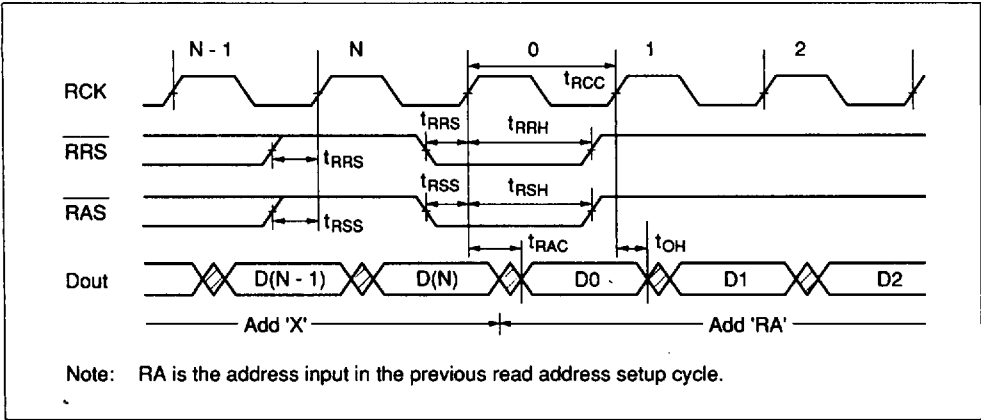 N - 1 N 0 1 2
RCK
tRCC
tRRS tRRH
RRS
tRRS
tRSS tRSH
RAS
tRSS
tRAC tOH
Dout D(N - 1) D(N) D0 D1 D2
Add 'X' Add 'RA'
Note: RA is the address input in the previous read address setup cycle.